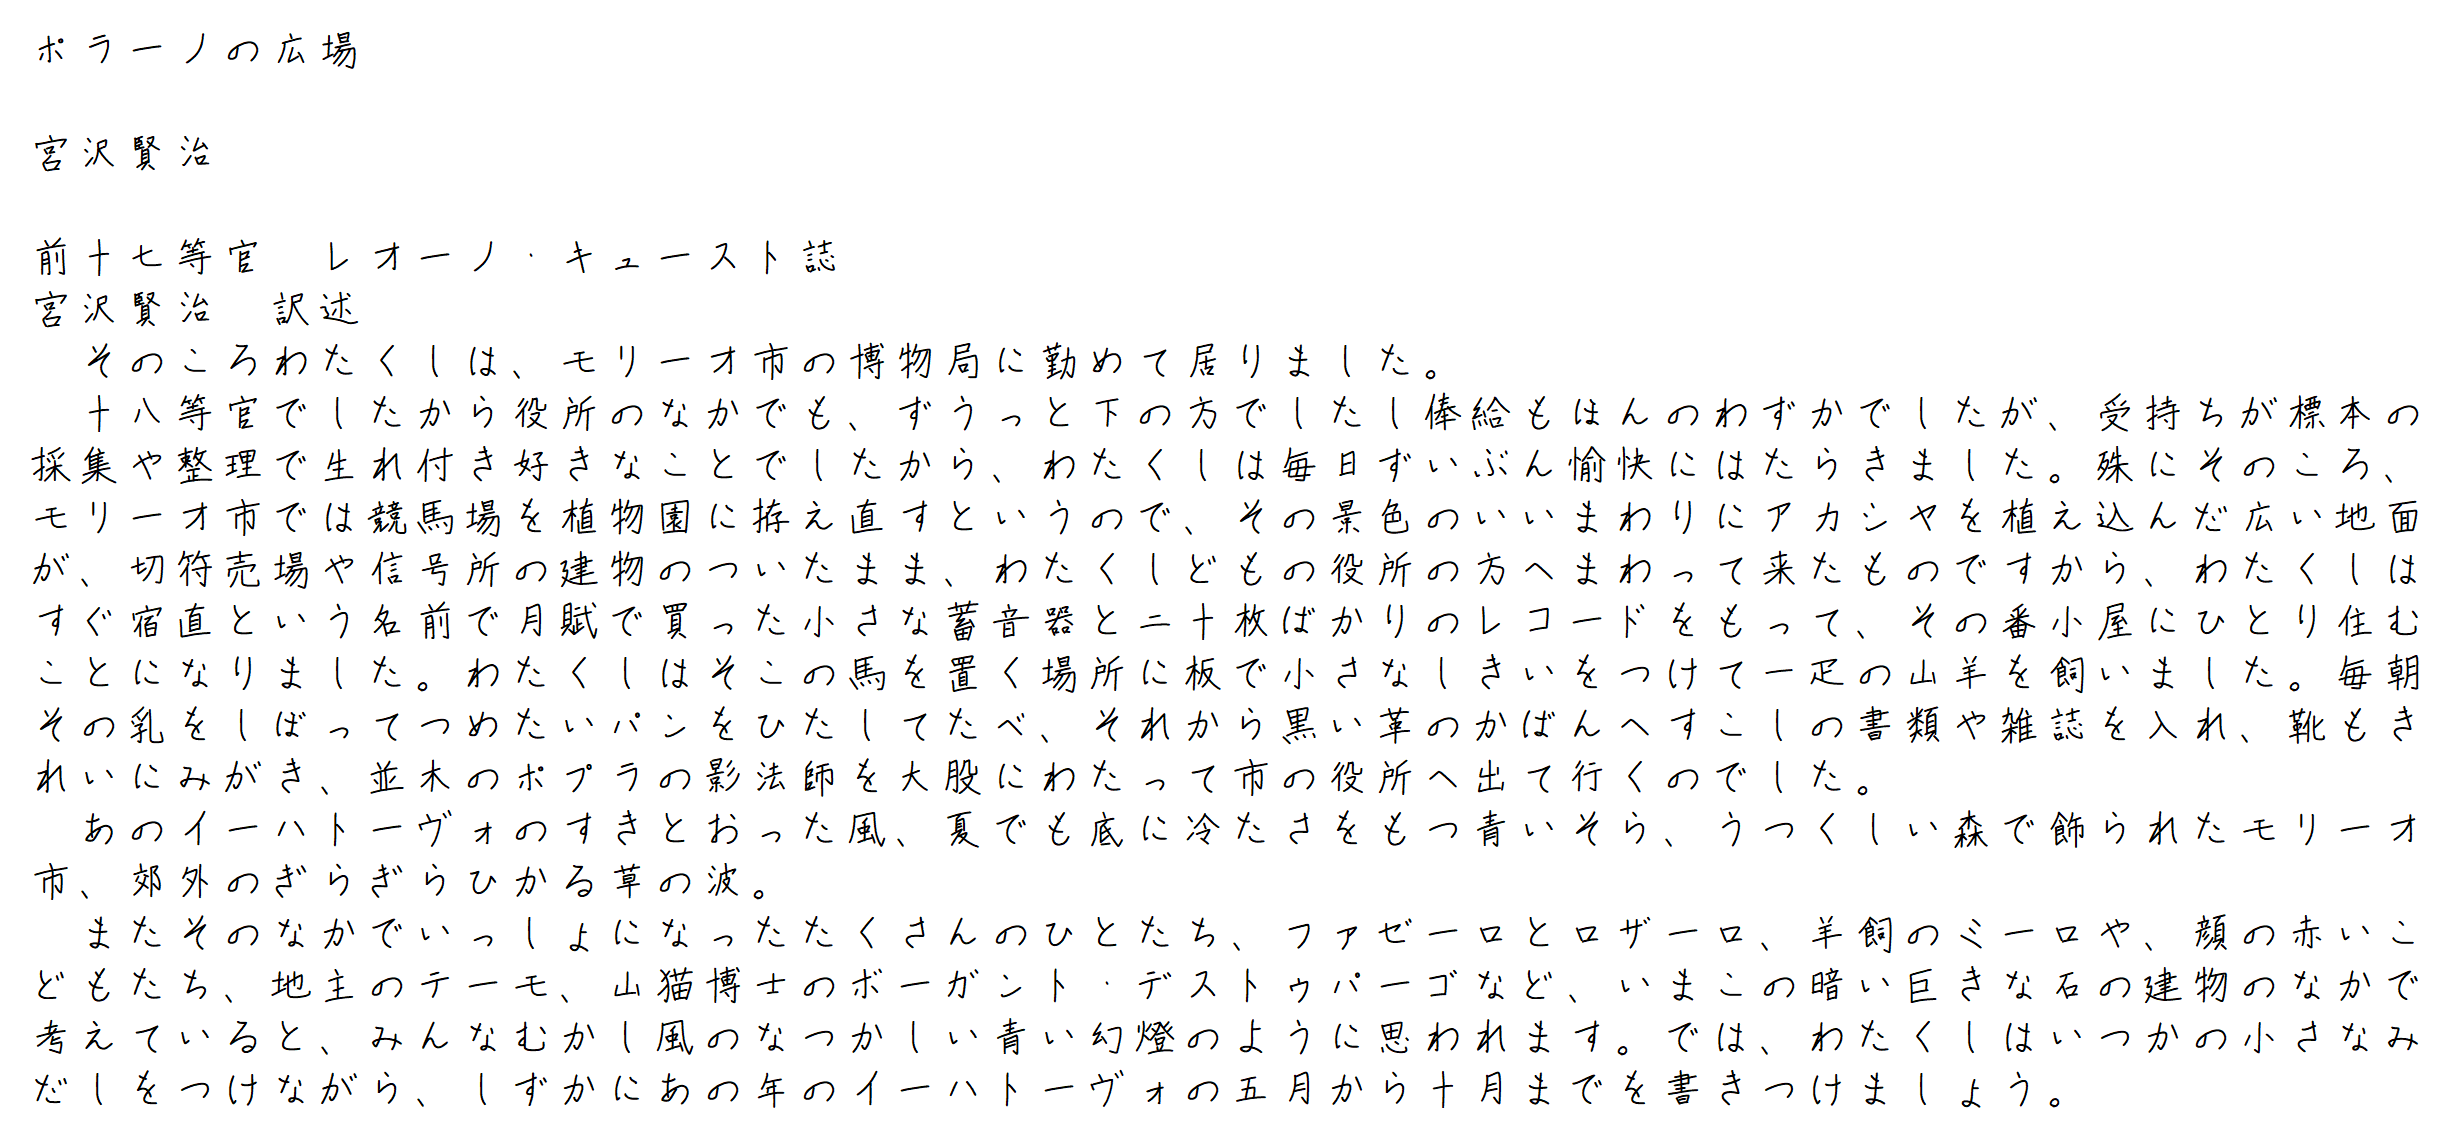 ポラーノの広場

宮沢賢治

前十七等官　レオーノ・キュースト誌
宮沢賢治　訳述
　そのころわたくしは、モリーオ市の博物局に勤めて居りました。
　十八等官でしたから役所のなかでも、ずうっと下の方でしたし俸給もほんのわずかでしたが、受持ちが標本の
採集や整理で生れ付き好きなことでしたから、わたくしは毎日ずいぶん愉快にはたらきました。殊にそのころ、
モリーオ市では競馬場を植物園に拵え直すというので、その景色のいいまわりにアカシヤを植え込んだ広い地面
が、切符売場や信号所の建物のついたまま、わたくしどもの役所の方へまわって来たものですから、わたくしは
すぐ宿直という名前で月賦で買った小さな蓄音器と二十枚ばかりのレコードをもって、その番小屋にひとり住む
ことになりました。わたくしはそこの馬を置く場所に板で小さなしきいをつけて一疋の山羊を飼いました。毎朝
その乳をしぼってつめたいパンをひたしてたべ、それから黒い革のかばんへすこしの書類や雑誌を入れ、靴もき
れいにみがき、並木のポプラの影法師を大股にわたって市の役所へ出て行くのでした。
　あのイーハトーヴォのすきとおった風、夏でも底に冷たさをもつ青いそら、うつくしい森で飾られたモリーオ
市、郊外のぎらぎらひかる草の波。
　またそのなかでいっしょになったたくさんのひとたち、ファゼーロとロザーロ、羊飼のミーロや、顔の赤いこ
どもたち、地主のテーモ、山猫博士のボーガント・デストゥパーゴなど、いまこの暗い巨きな石の建物のなかで
考えていると、みんなむかし風のなつかしい青い幻燈のように思われます。では、わたくしはいつかの小さなみ
だしをつけながら、しずかにあの年のイーハトーヴォの五月から十月までを書きつけましょう。